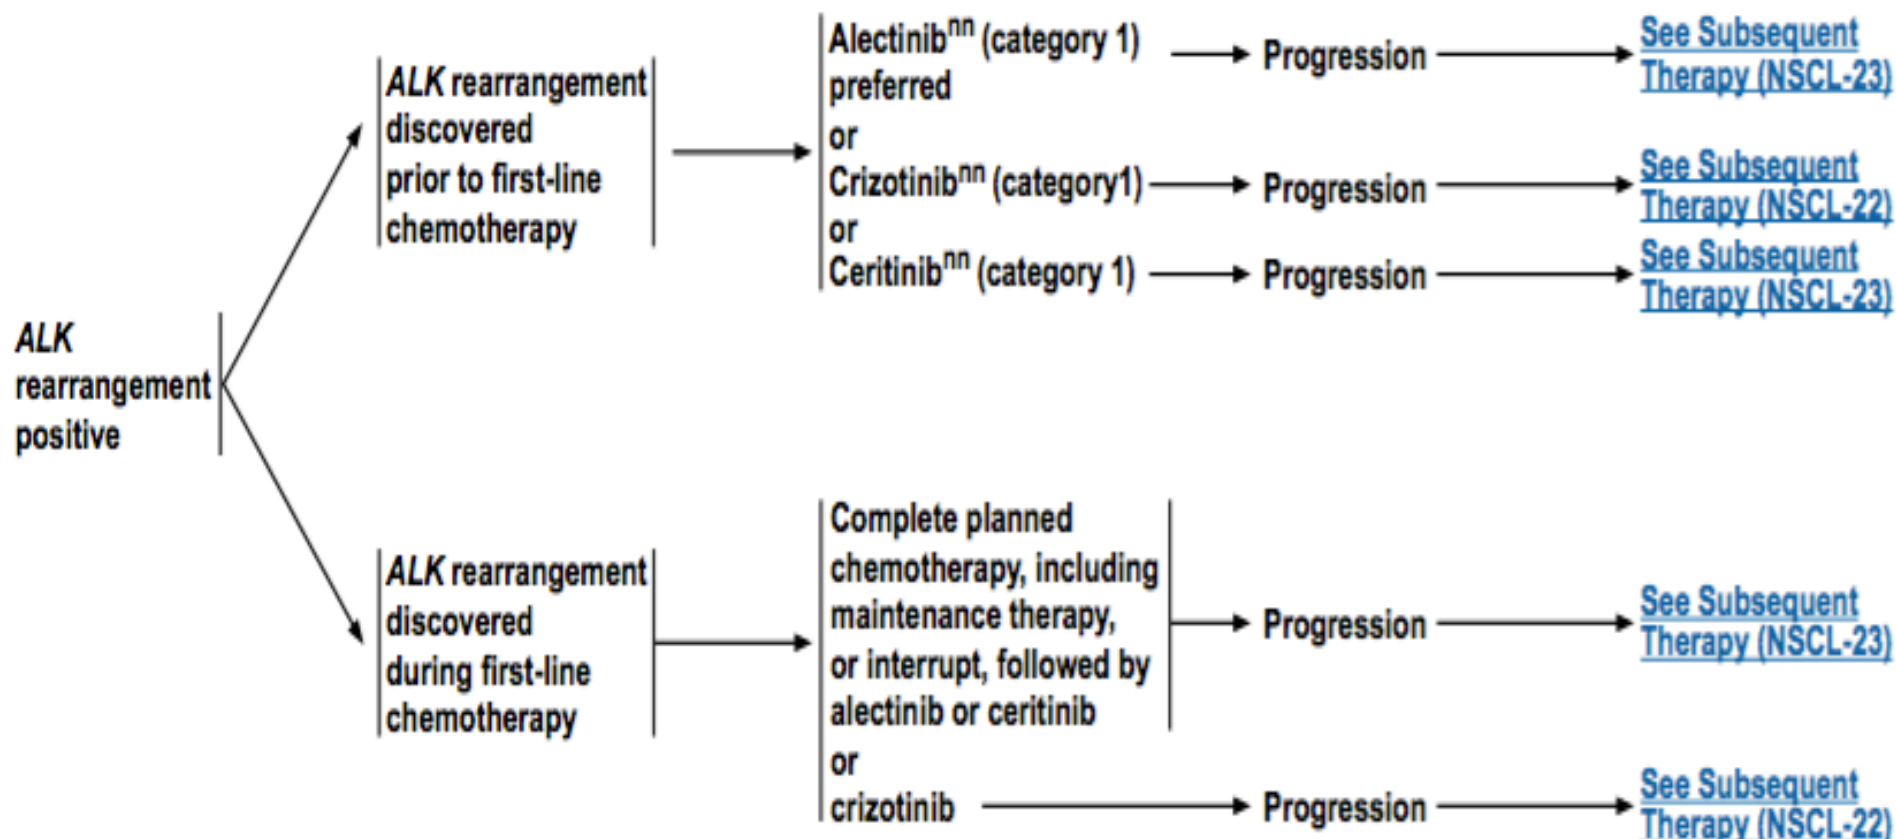 ALK
rearrangement
positive
ALK rearrangement
discovered
prior to first-line
chemotherapy
Alectinibnn (category 1)
preferred
or
Crizotinibnn (category1)
or
Ceritinibnn (category 1)
Progression
See Subsequent
Therapy (NSCL-23)
Progression
See Subsequent
Therapy (NSCL-22)
Progression
See Subsequent
Therapy (NSCL-23)
ALK rearrangement
discovered
during first-line
chemotherapy
Complete planned
chemotherapy, including
maintenance therapy,
or interrupt, followed by
alectinib or ceritinib
or
crizotinib
Progression
See Subsequent
Therapy (NSCL-23)
Progression
See Subsequent
Therapy (NSCL-22)